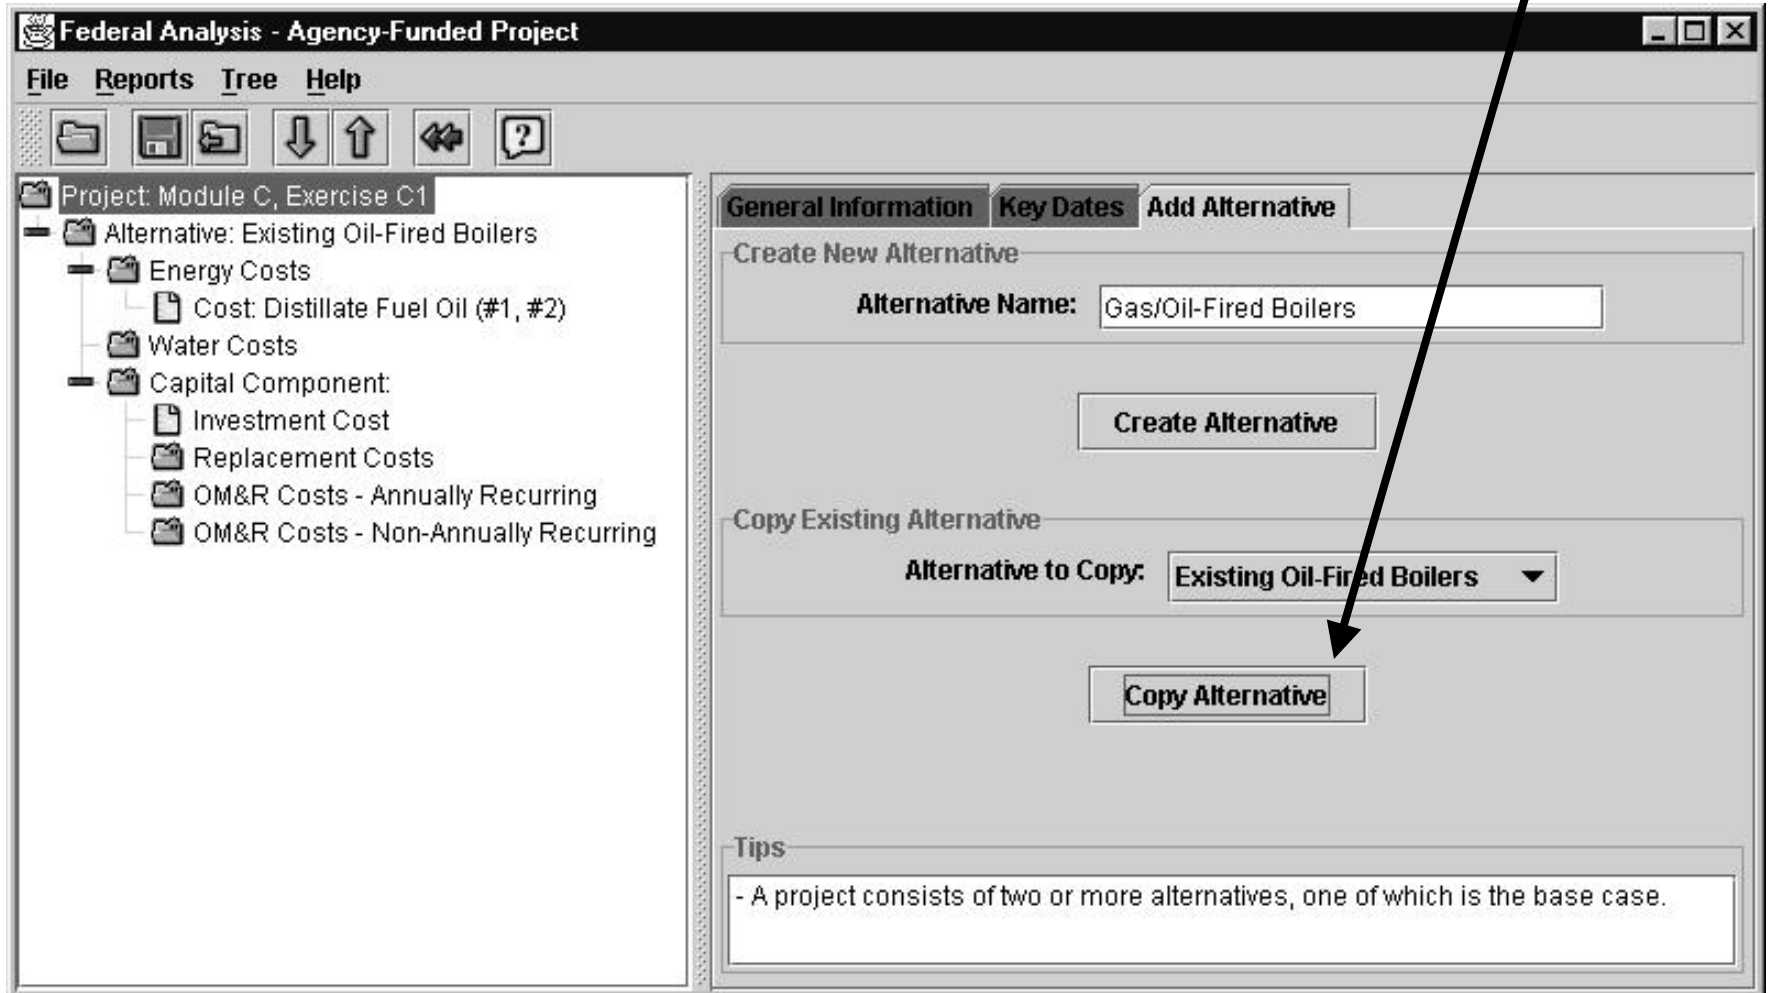 Federal Analysis - Agency-Funded Project
File Reports Tree Help
Project: Module C, Exercise C1
Alternative: Existing Oil-Fired Boilers
Energy Costs
Cost: Distillate Fuel Oil (#1, #2)
Water Costs
Capital Component:
Investment Cost
Replacement Costs
OM&R Costs - Annually Recurring
OM&R Costs - Non-Annually Recurring
General Information Key Dates Add Alternative
Create New Alternative
Alternative Name: Gas/Oil-Fired Boilers
Create Alternative
Copy Existing Alternative
Alternative to Copy: Existing Oil-Fired Boilers
Copy Alternative
Tips
- A project consists of two or more alternatives, one of which is the base case.